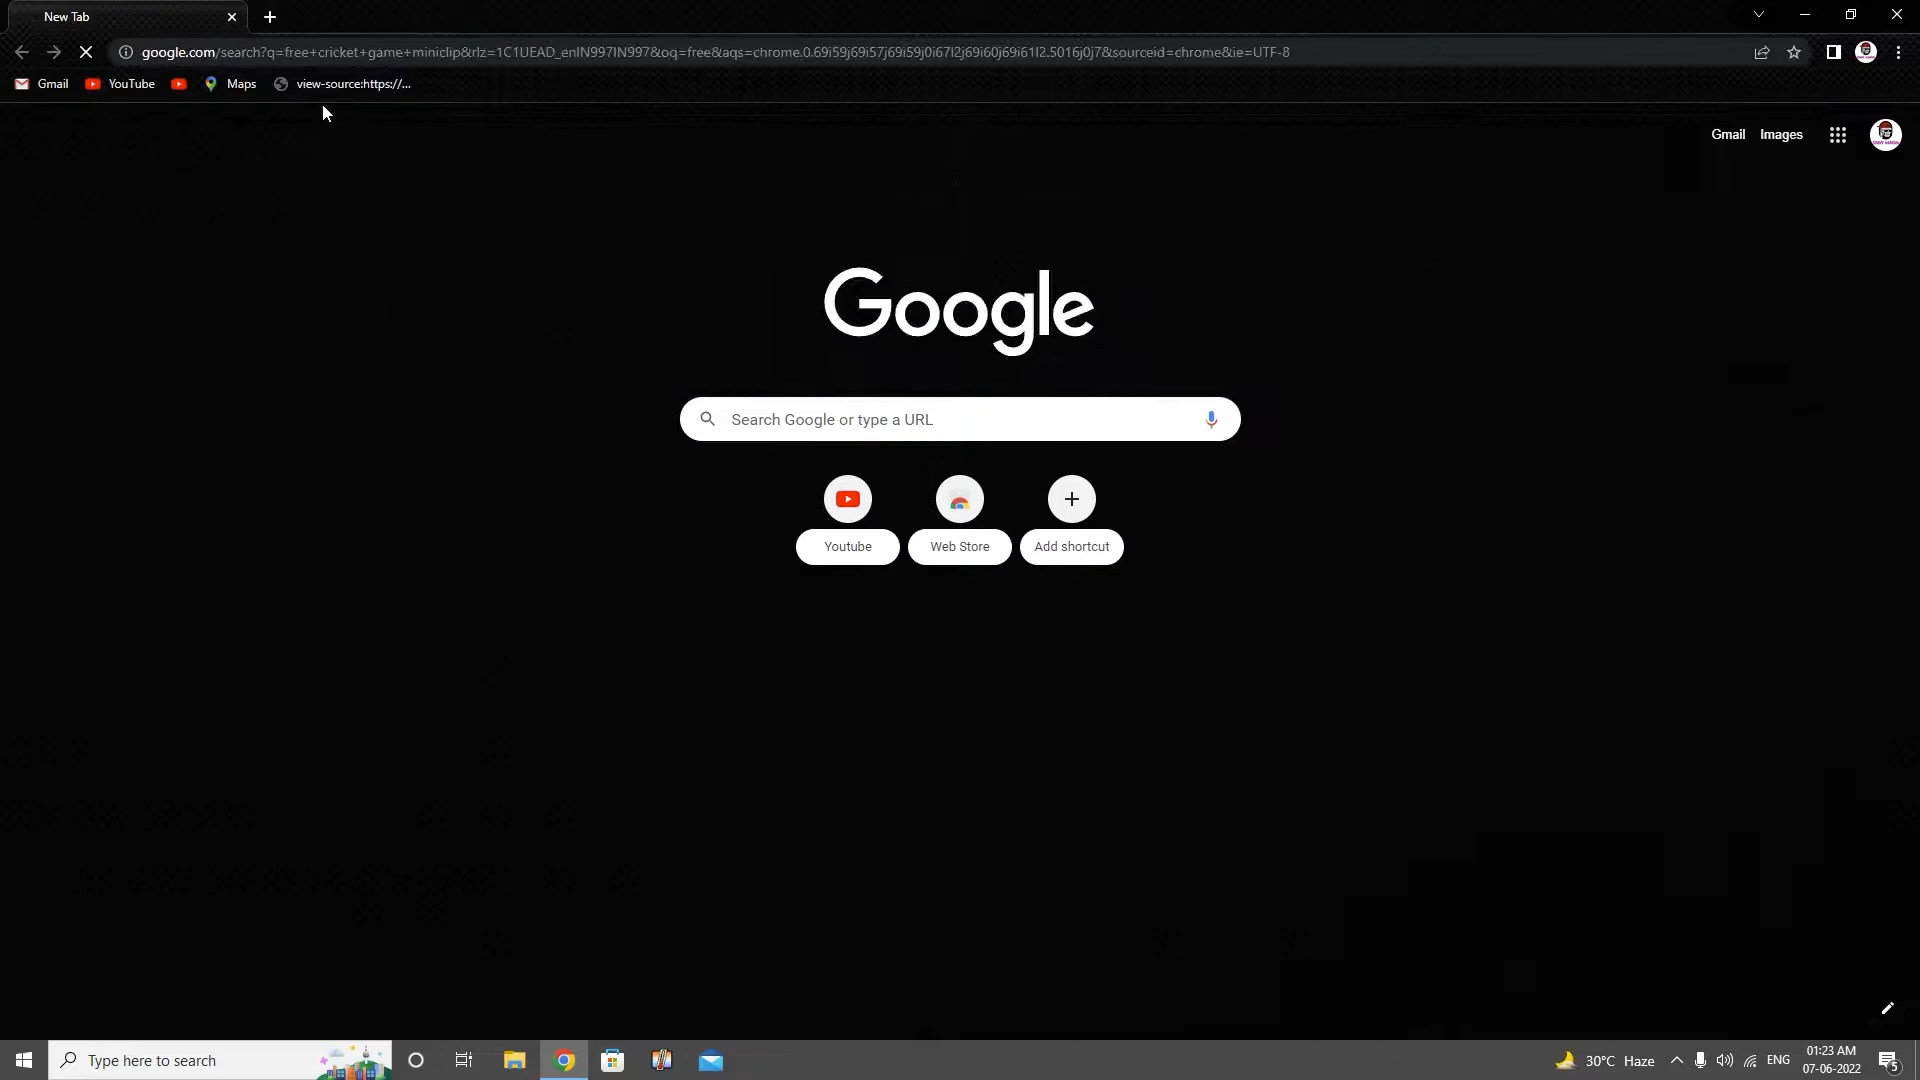 New Tab
google.com/search?q=free+cricket+game+miniclip&rlz=1C1UEAD_enIN997IN997&oq=free&aqs=chrome.0.69i59j69i57j69i59j0i67l2j69i60j69i61l2.5016j0j7&sourceid=chrome&ie=UTF-8
Gmail YouTube Maps view-source:https://...
Gmail Images
Google
Search Google or type a URL
Youtube Web Store Add shortcut
Type here to search 30°C Haze ENG 01:23 AM
07-06-2022 5